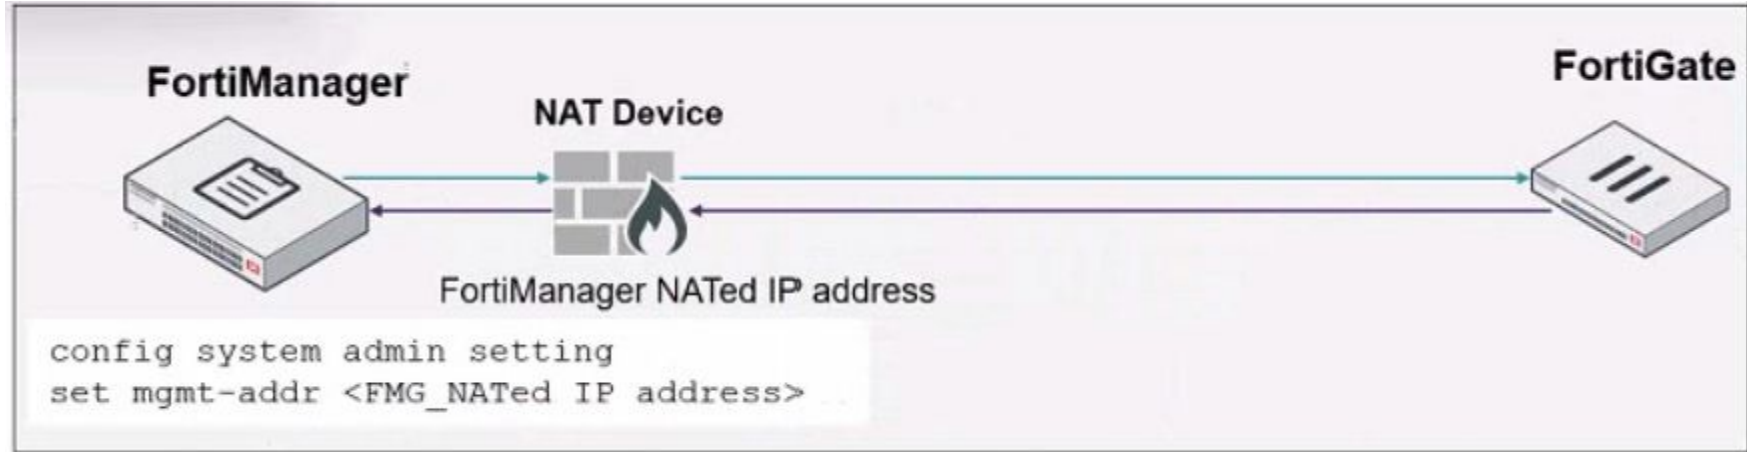 FortiManager
FortiGate
NAT Device
FortiManager NATed IP address
config system admin setting
set mgmt-addr <FMG_NATed IP address>